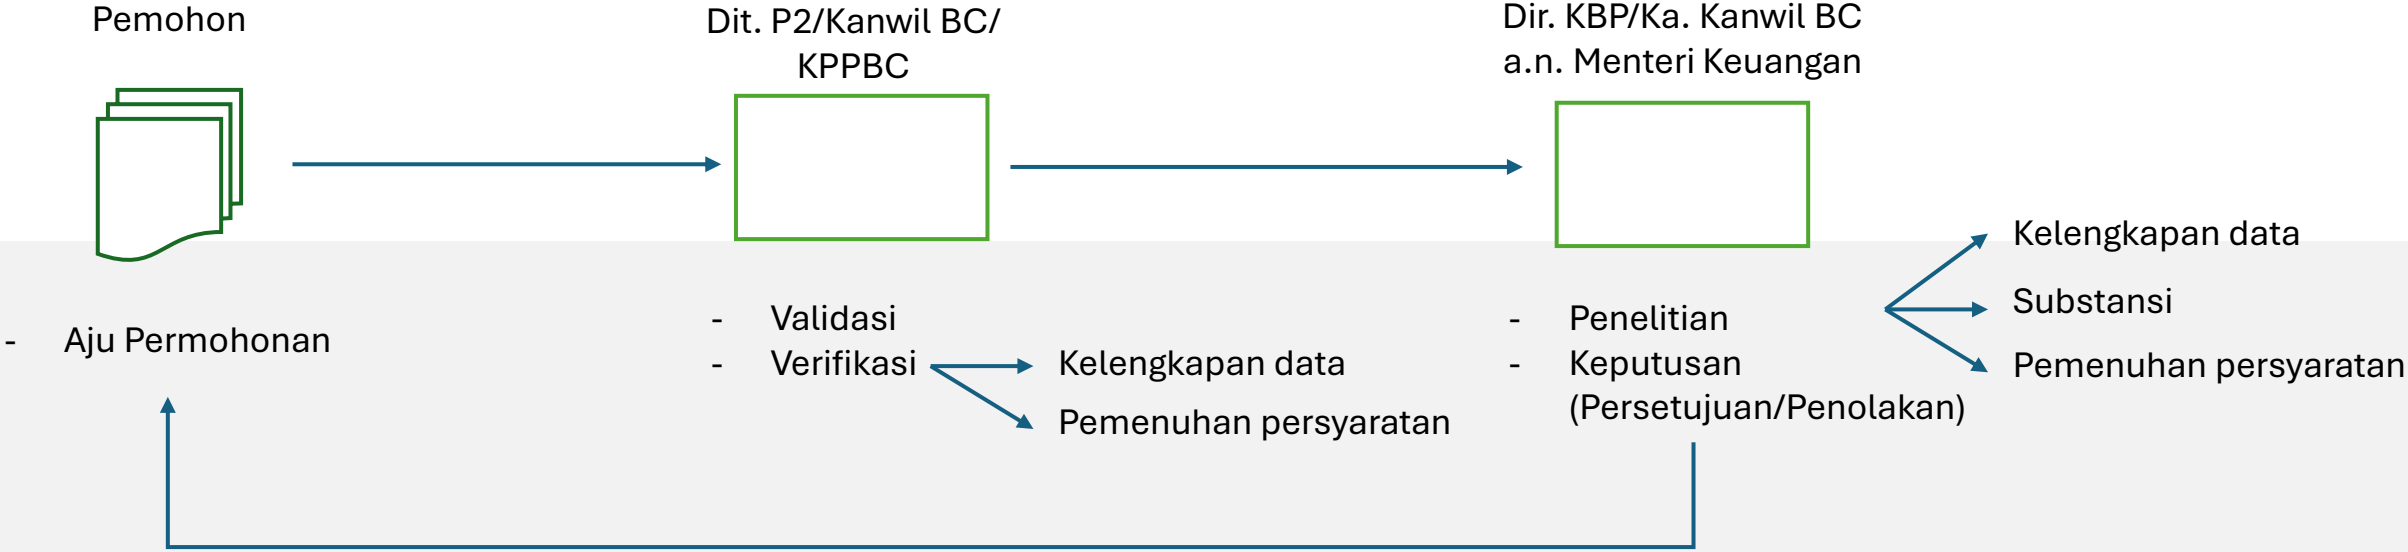 Pemohon
Dit. P2/Kanwil BC/
KPPBC
Dir. KBP/Ka. Kanwil BC
a.n. Menteri Keuangan
- Aju Permohonan
- Validasi
- Verifikasi
Kelengkapan data
Pemenuhan persyaratan
- Penelitian
- Keputusan
(Persetujuan/Penolakan)
Kelengkapan data
Substansi
Pemenuhan persyaratan